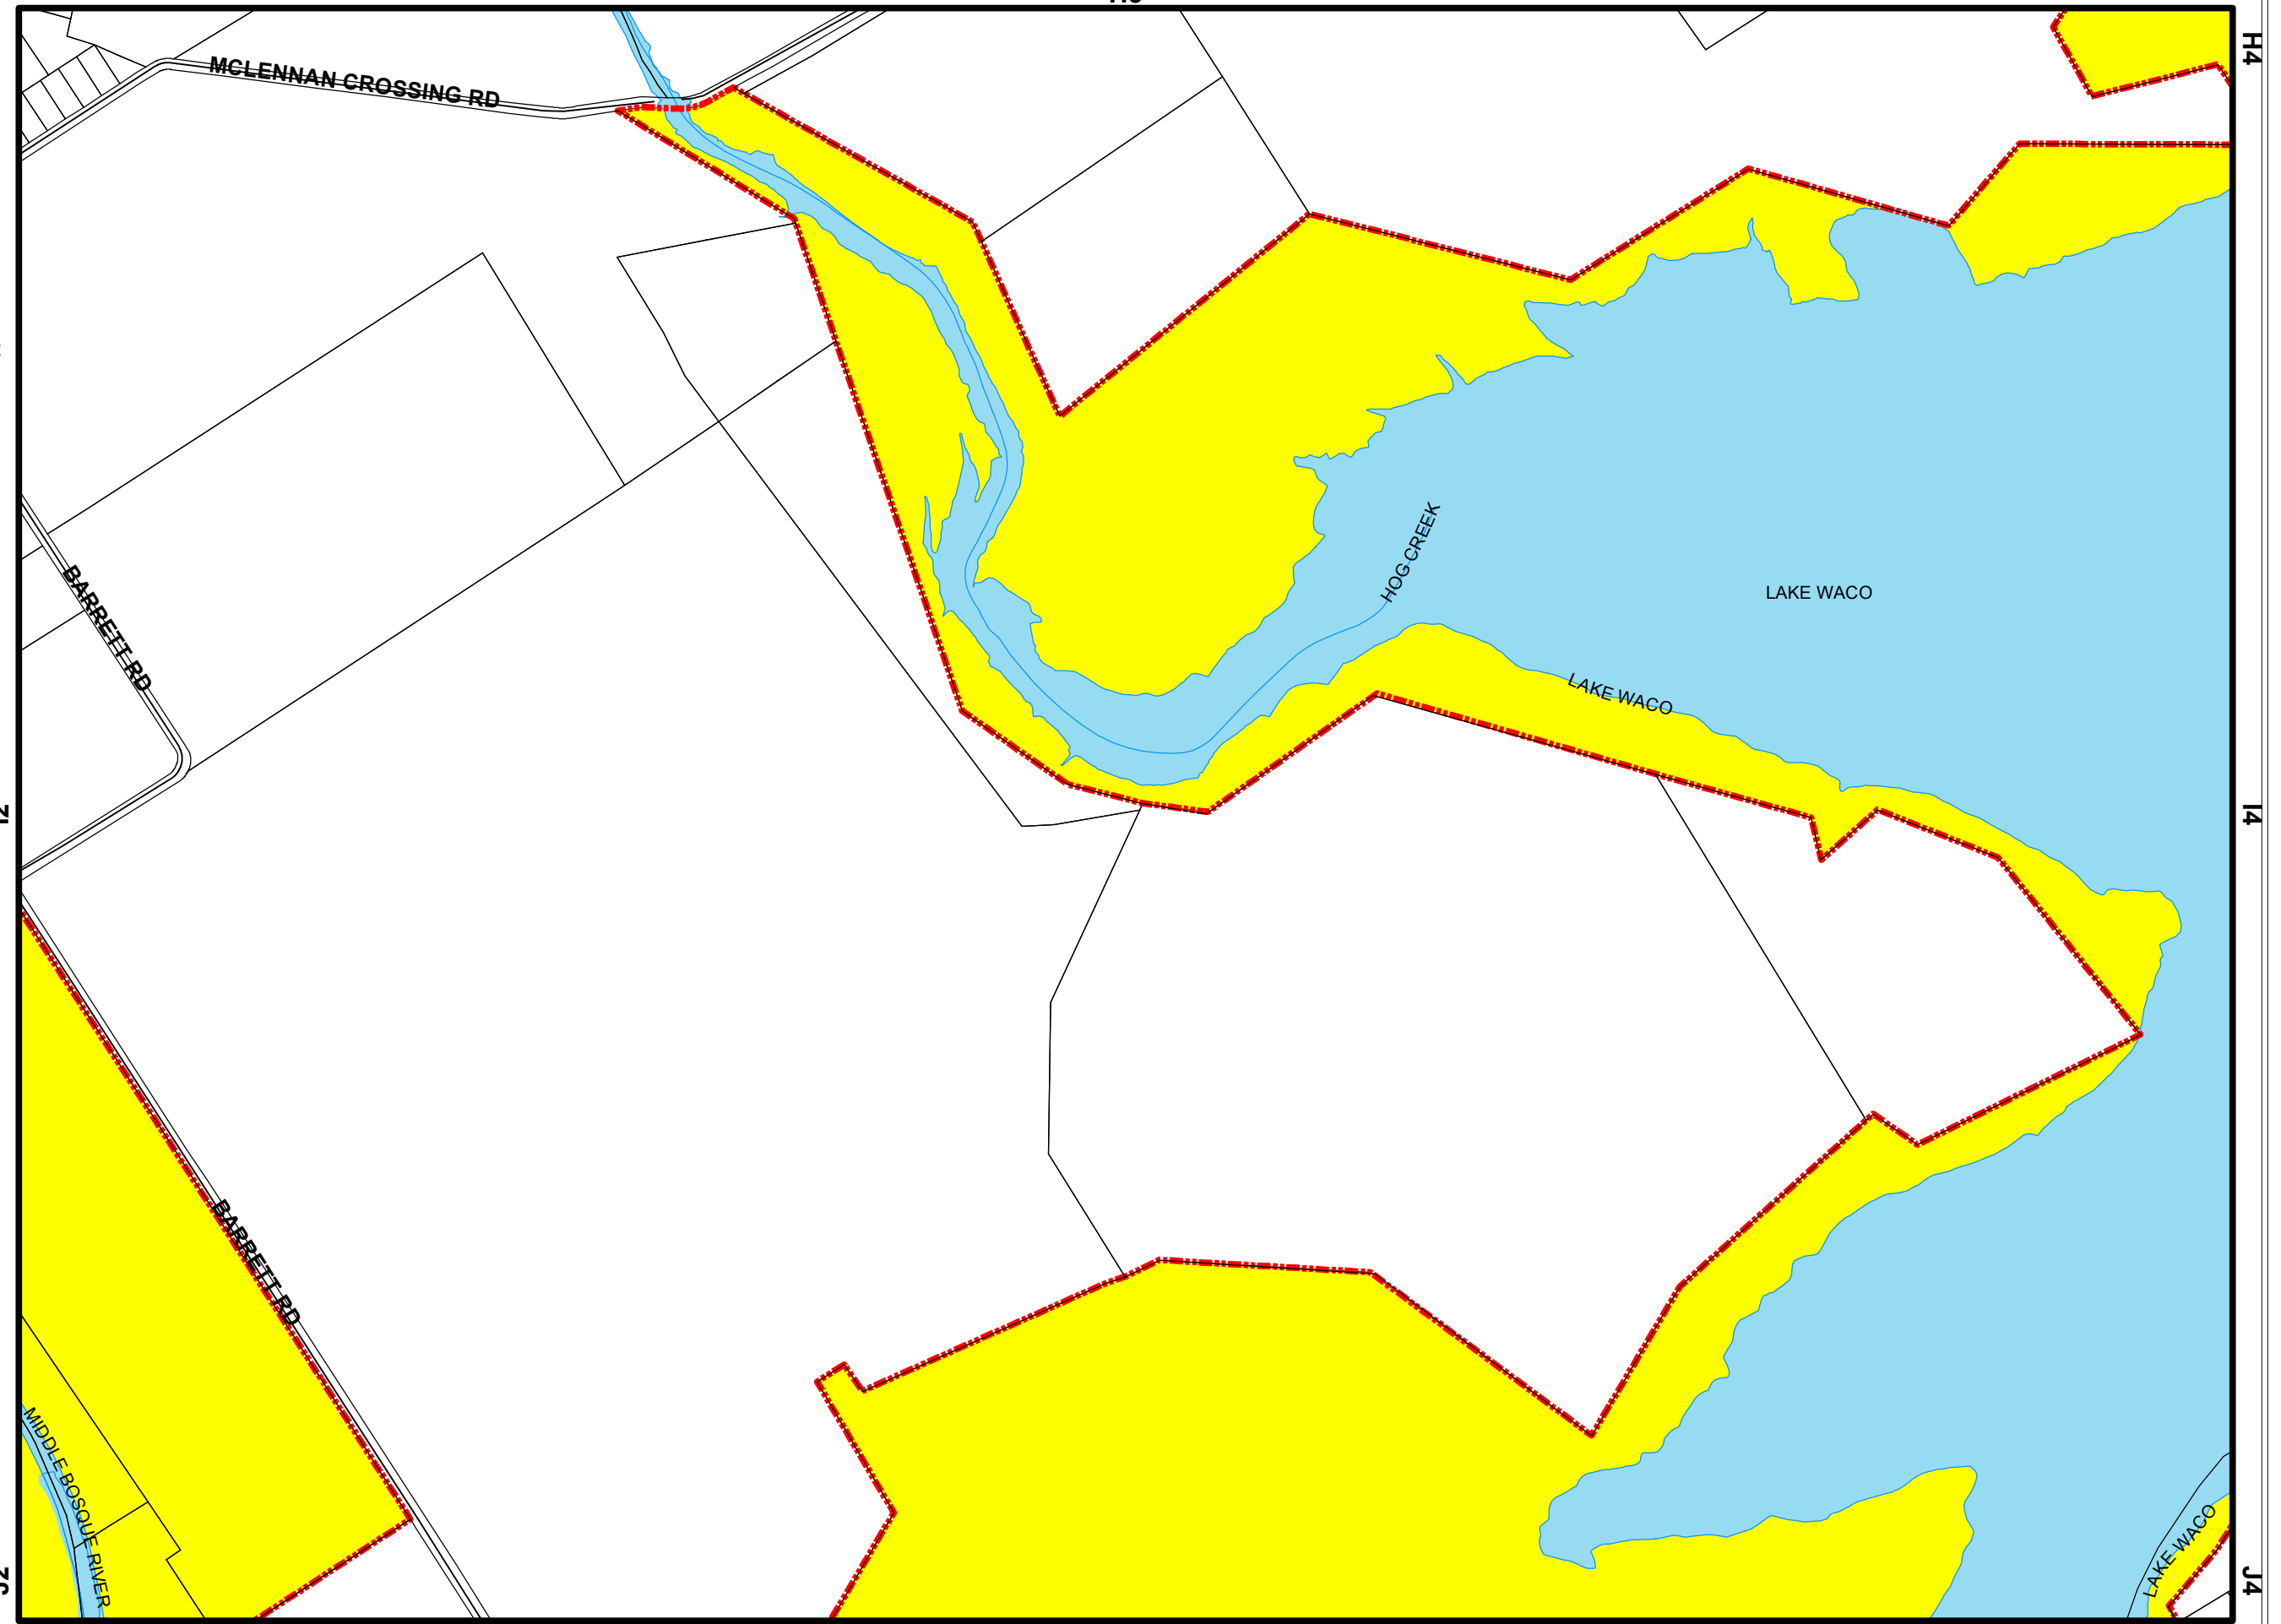 H4
MCLENNAN CROSSING RD
HOG CREEK
BARRETT RD
LAKE WACO
LAKE WACO
I4
BARRETT RD
MIDDLE BOSQUE RIVER
LAKE WACO
J4